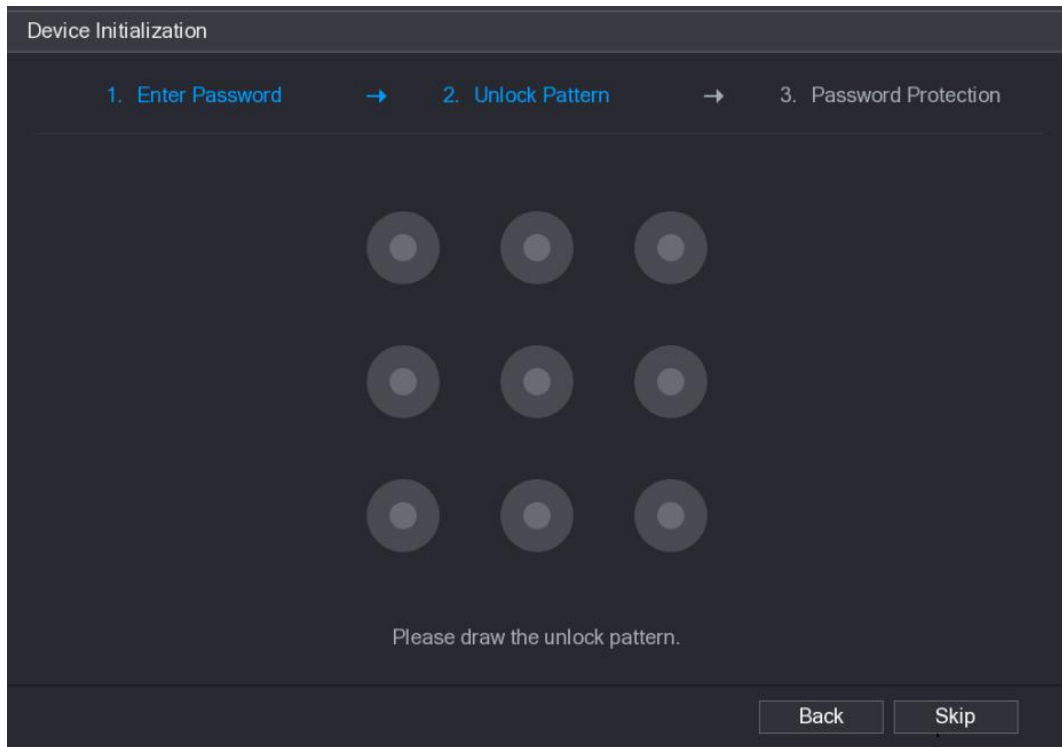 Device Initialization
1. Enter Password → 2. Unlock Pattern → 3. Password Protection
Please draw the unlock pattern.
Back Skip